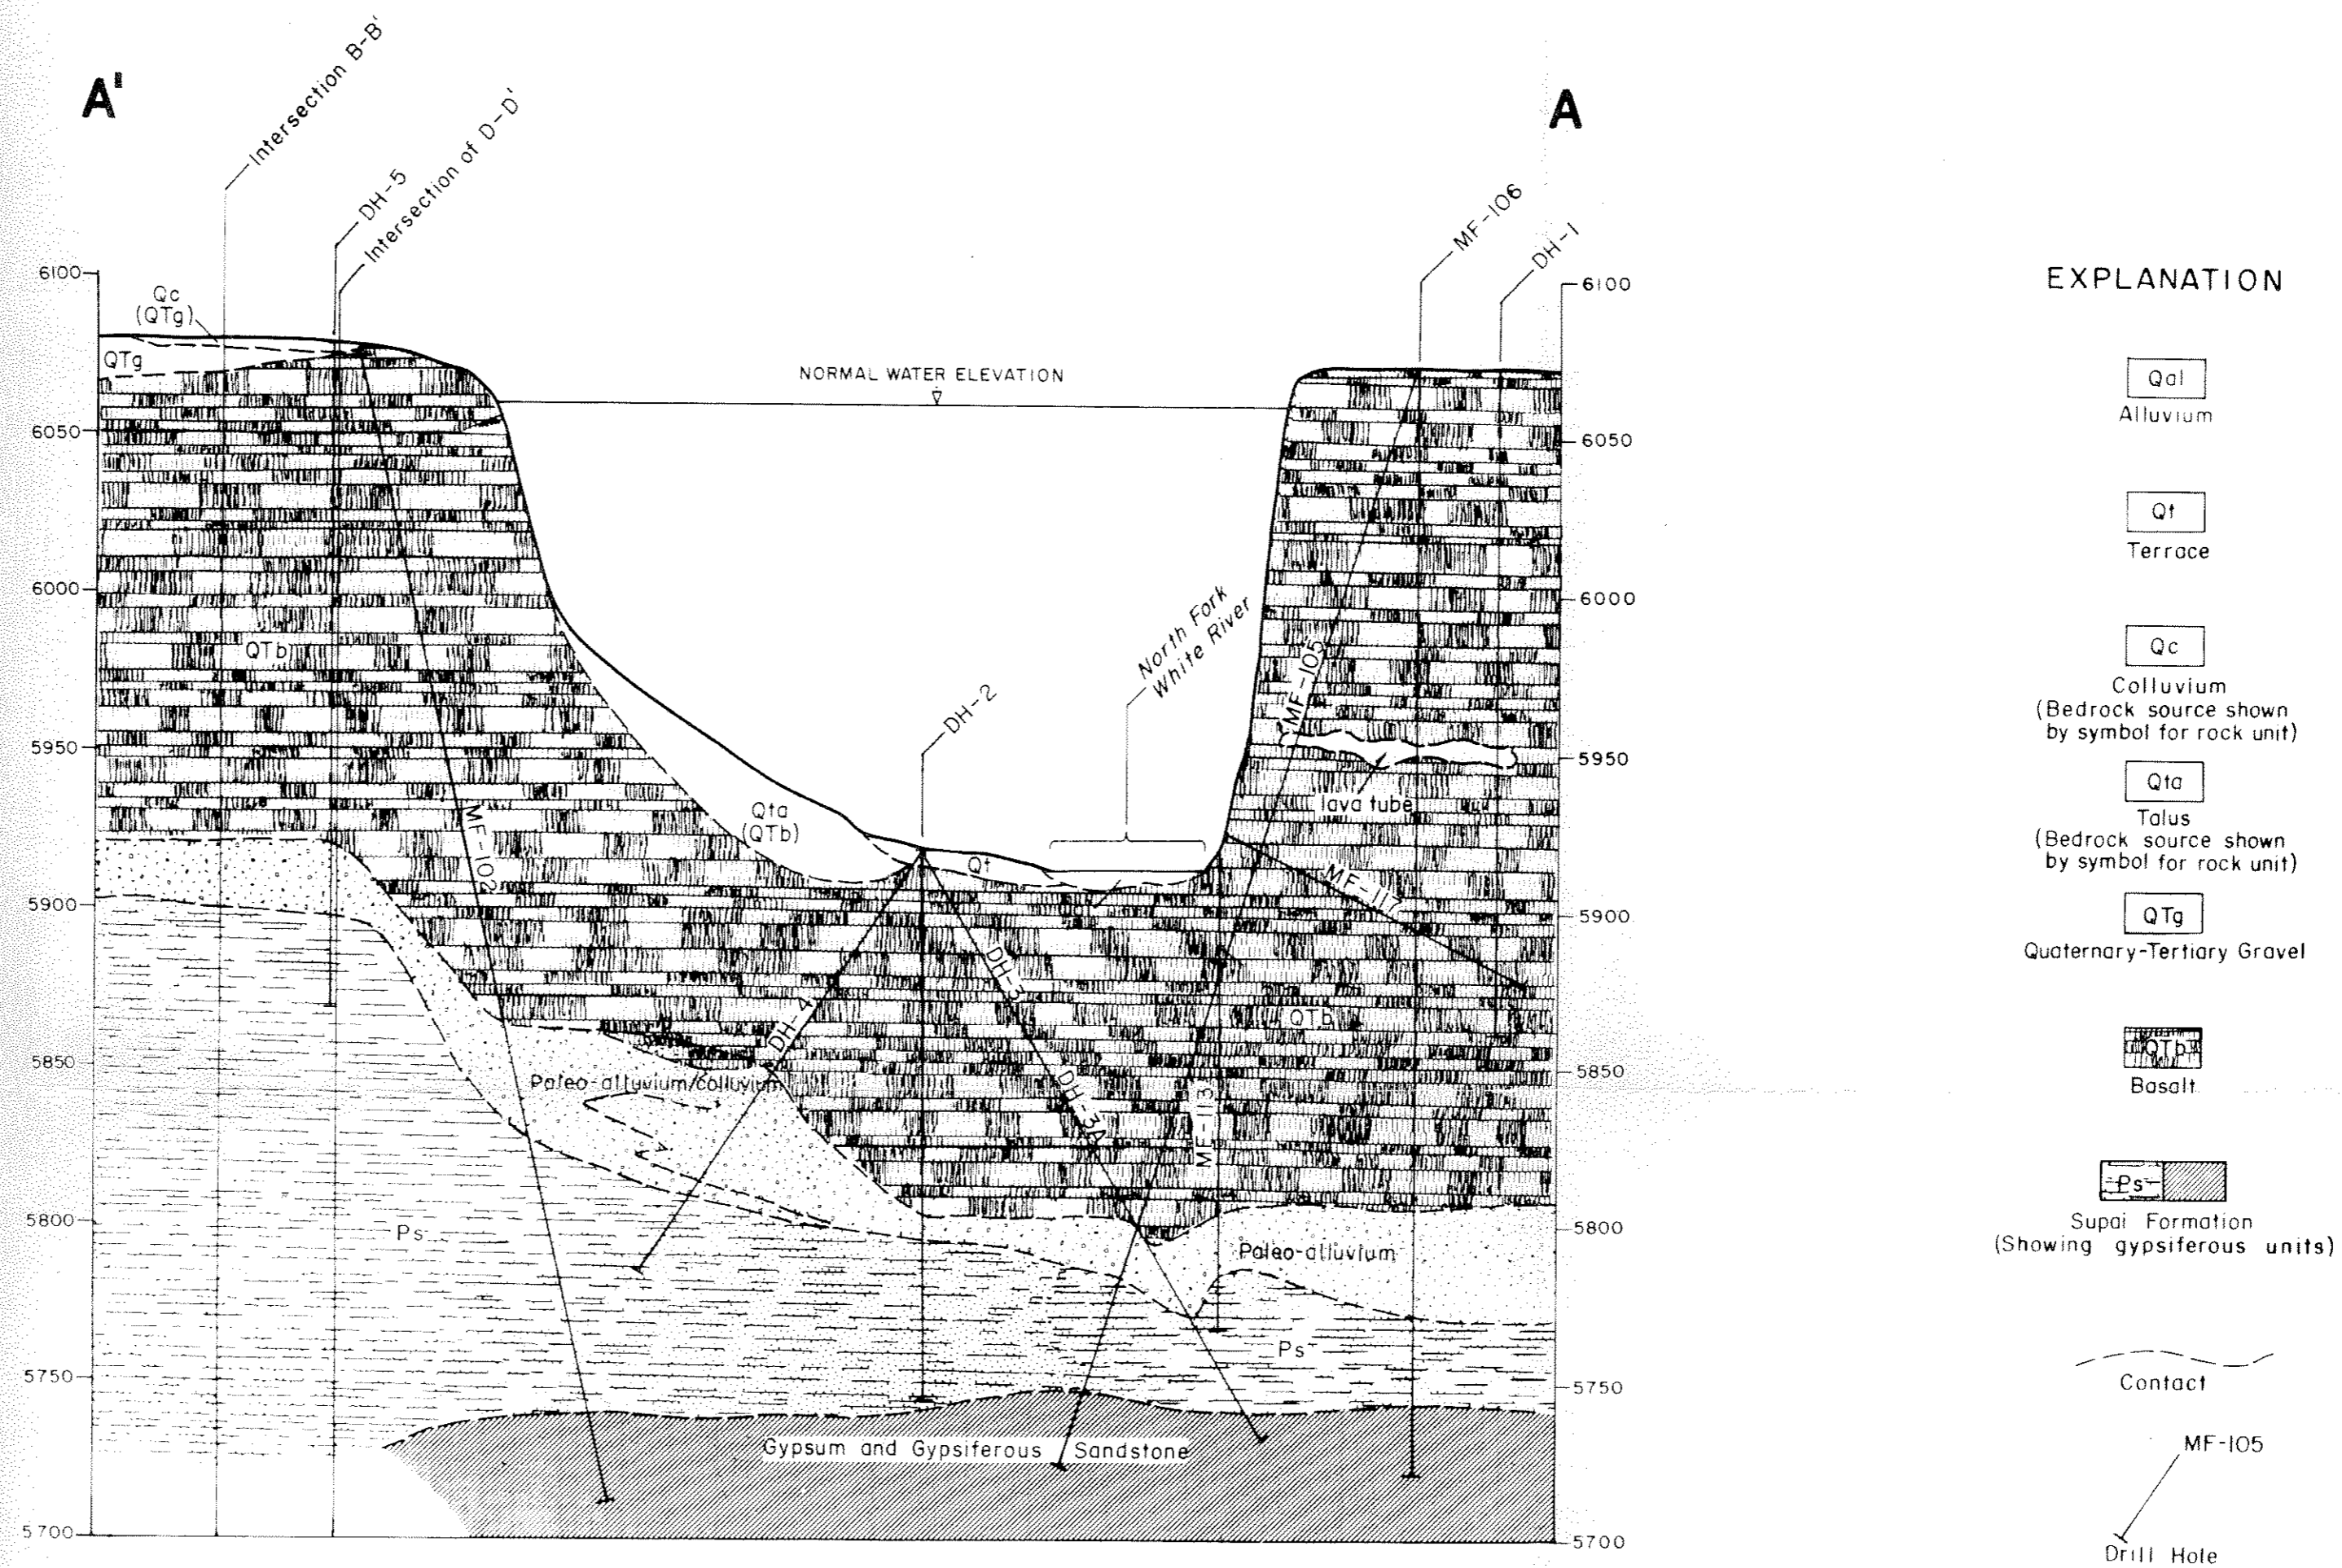 A'
A
Intersection B-B'
DH-5
Intersection of D-D'
MF-106
DH-1
6100
6050
6000
5950
5900
5850
5800
5750
5700
6100
6050
6000
5950
5900
5850
5800
5750
5700
Qc
(QTg)
QTg
NORMAL WATER ELEVATION
QTb
MF-102
Qta
(QTb)
DH-2
Qt
North Fork
White River
MF-105
lava tube
MF-117
DH-4
DH-3
DH-3A
MF-113
QTb
Paleo-alluvium/colluvium
Paleo-alluvium
Ps
Ps
Gypsum and Gypsiferous Sandstone
EXPLANATION
Qal
Alluvium
Qt
Terrace
Qc
Colluvium
(Bedrock source shown
by symbol for rock unit)
Qta
Talus
(Bedrock source shown
by symbol for rock unit)
QTg
Quaternary-Tertiary Gravel
QTb
Basalt
Ps
Supai Formation
(Showing gypsiferous units)
Contact
MF-105
Drill Hole